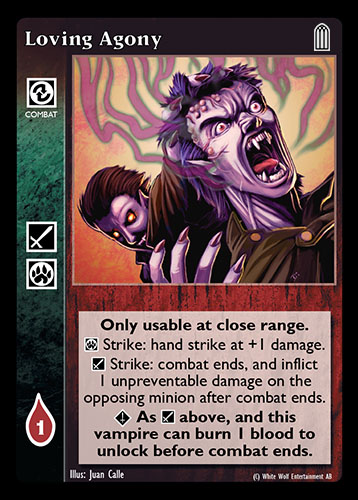 Loving Agony
COMBAT
Only usable at close range.
Strike: hand strike at +1 damage.
Strike: combat ends, and inflict
1 unpreventable damage on the
opposing minion after combat ends.
As above, and this
vampire can burn 1 blood to
unlock before combat ends.
1
Illus: Juan Calle
(C) White Wolf Entertainment AB